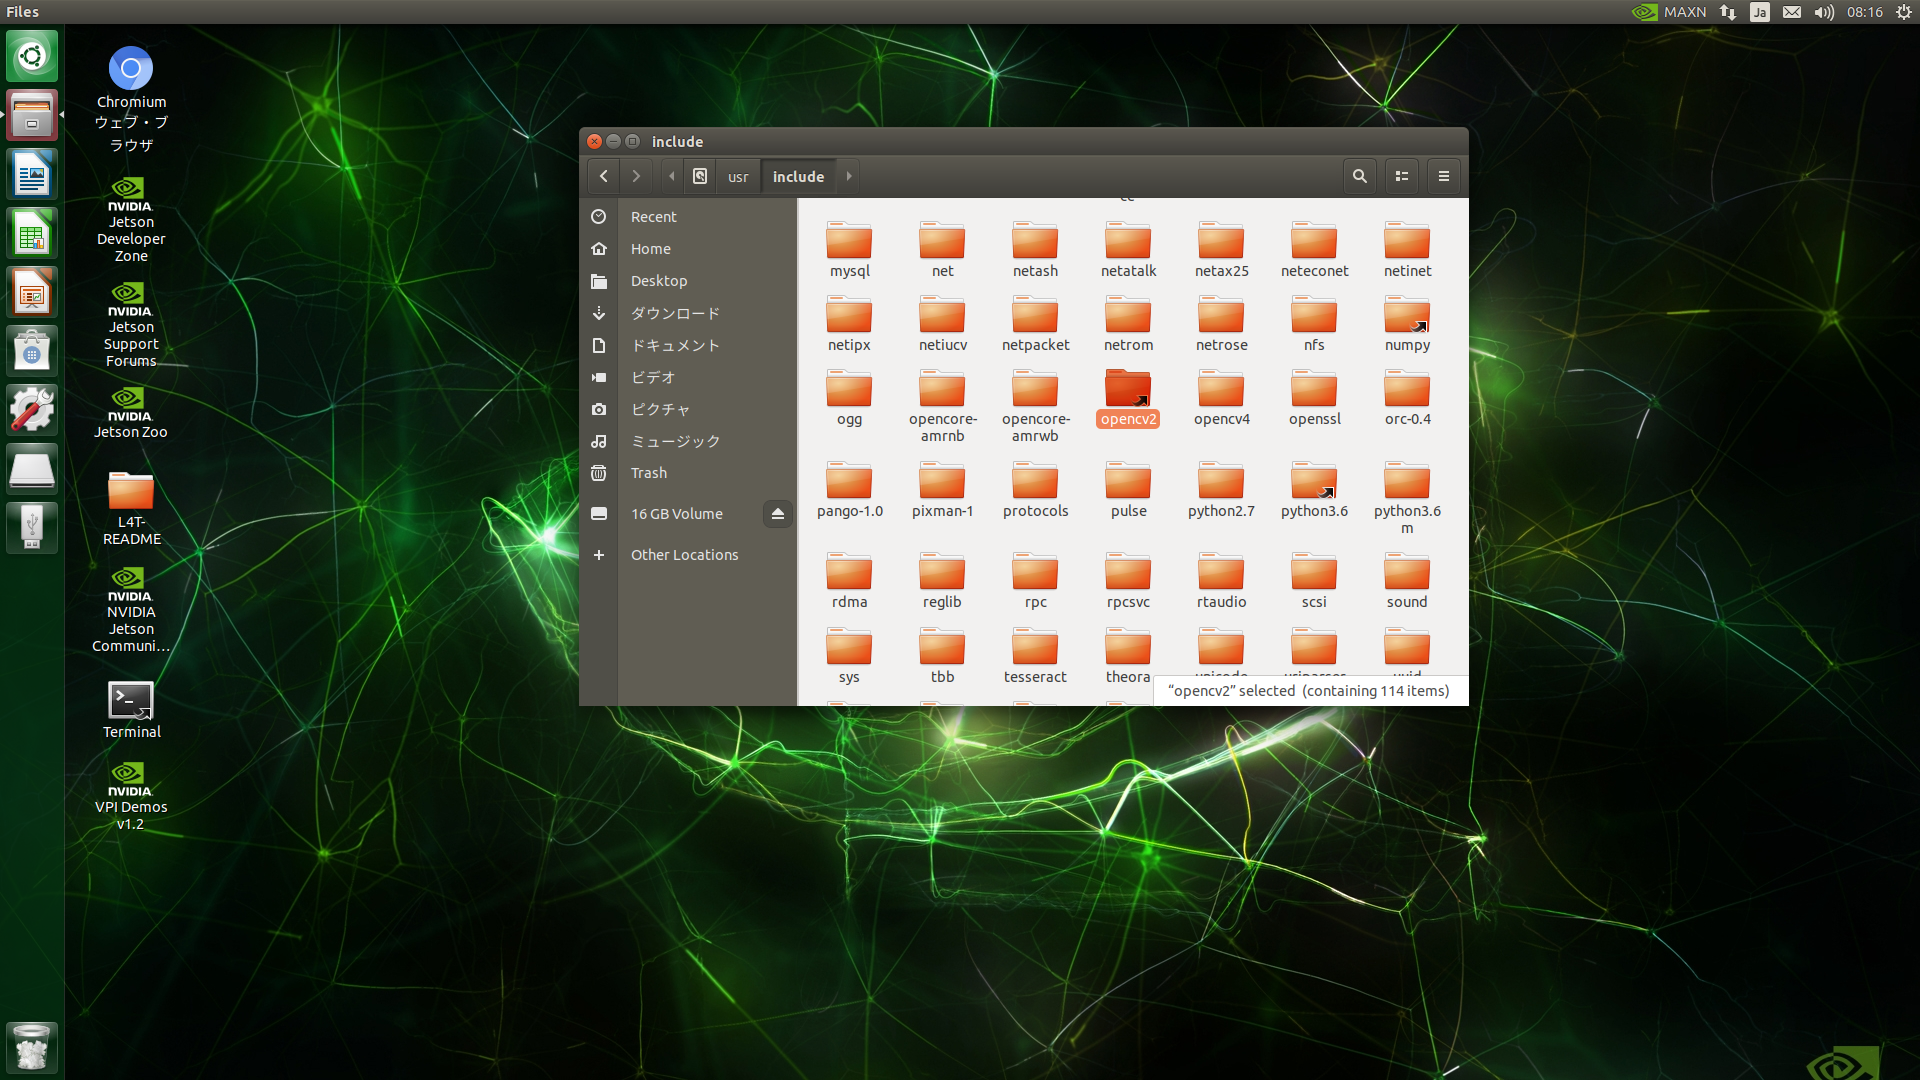 Files
MAXN
Ja
08:16
Chromium
ウェブ・ブ
ラウザ
NVIDIA.
Jetson
Developer
Zone
NVIDIA.
Jetson
Support
Forums
NVIDIA.
Jetson Zoo
L4T-
README
NVIDIA.
NVIDIA
Jetson
Communi...
Terminal
NVIDIA.
VPI Demos
v1.2
include
usr
include
Recent
Home
Desktop
ダウンロード
ドキュメント
ビデオ
ピクチャ
ミュージック
Trash
16 GB Volume
Other Locations
mysql net netash netatalk netax25 neteconet netinet
netipx netiucv netpacket netrom netrose nfs numpy
ogg opencore-
amrnb opencore-
amrwb opencv2 opencv4 openssl orc-0.4
pango-1.0 pixman-1 protocols pulse python2.7 python3.6 python3.6
m
rdma reglib rpc rpcsvc rtaudio scsi sound
sys tbb tesseract theora
“opencv2” selected (containing 114 items)